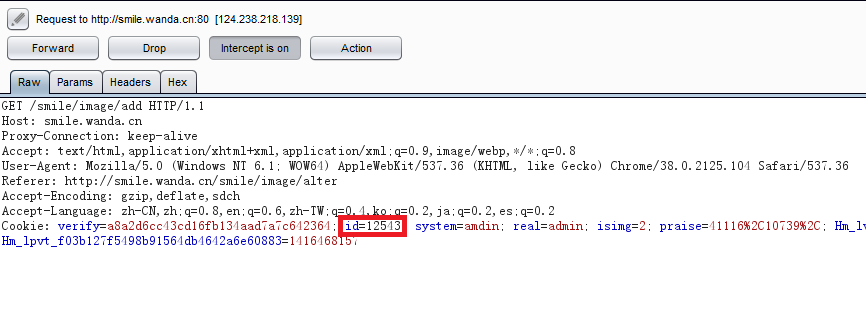 Request to http://smile.wanda.cn:80 [124.238.218.139]
Forward Drop Intercept is on Action
Raw Params Headers Hex
GET /smile/image/add HTTP/1.1
Host: smile.wanda.cn
Proxy-Connection: keep-alive
Accept: text/html,application/xhtml+xml,application/xml;q=0.9,image/webp,*/*;q=0.8
User-Agent: Mozilla/5.0 (Windows NT 6.1; WOW64) AppleWebKit/537.36 (KHTML, like Gecko) Chrome/38.0.2125.104 Safari/537.36
Referer: http://smile.wanda.cn/smile/image/alter
Accept-Encoding: gzip,deflate,sdch
Accept-Language: zh-CN,zh;q=0.8,en;q=0.6,zh-TW;q=0.4,ko;q=0.2,ja;q=0.2,es;q=0.2
Cookie: verify=a8a2d6cc43cd16fb134aad7a7c642364; id=12543 system=amdin; real=admin; isimg=2; praise=41116%2C10739%2C; Hm_lv
Hm_lpvt_f03b127f5498b91564db4642a6e60883=1416468157